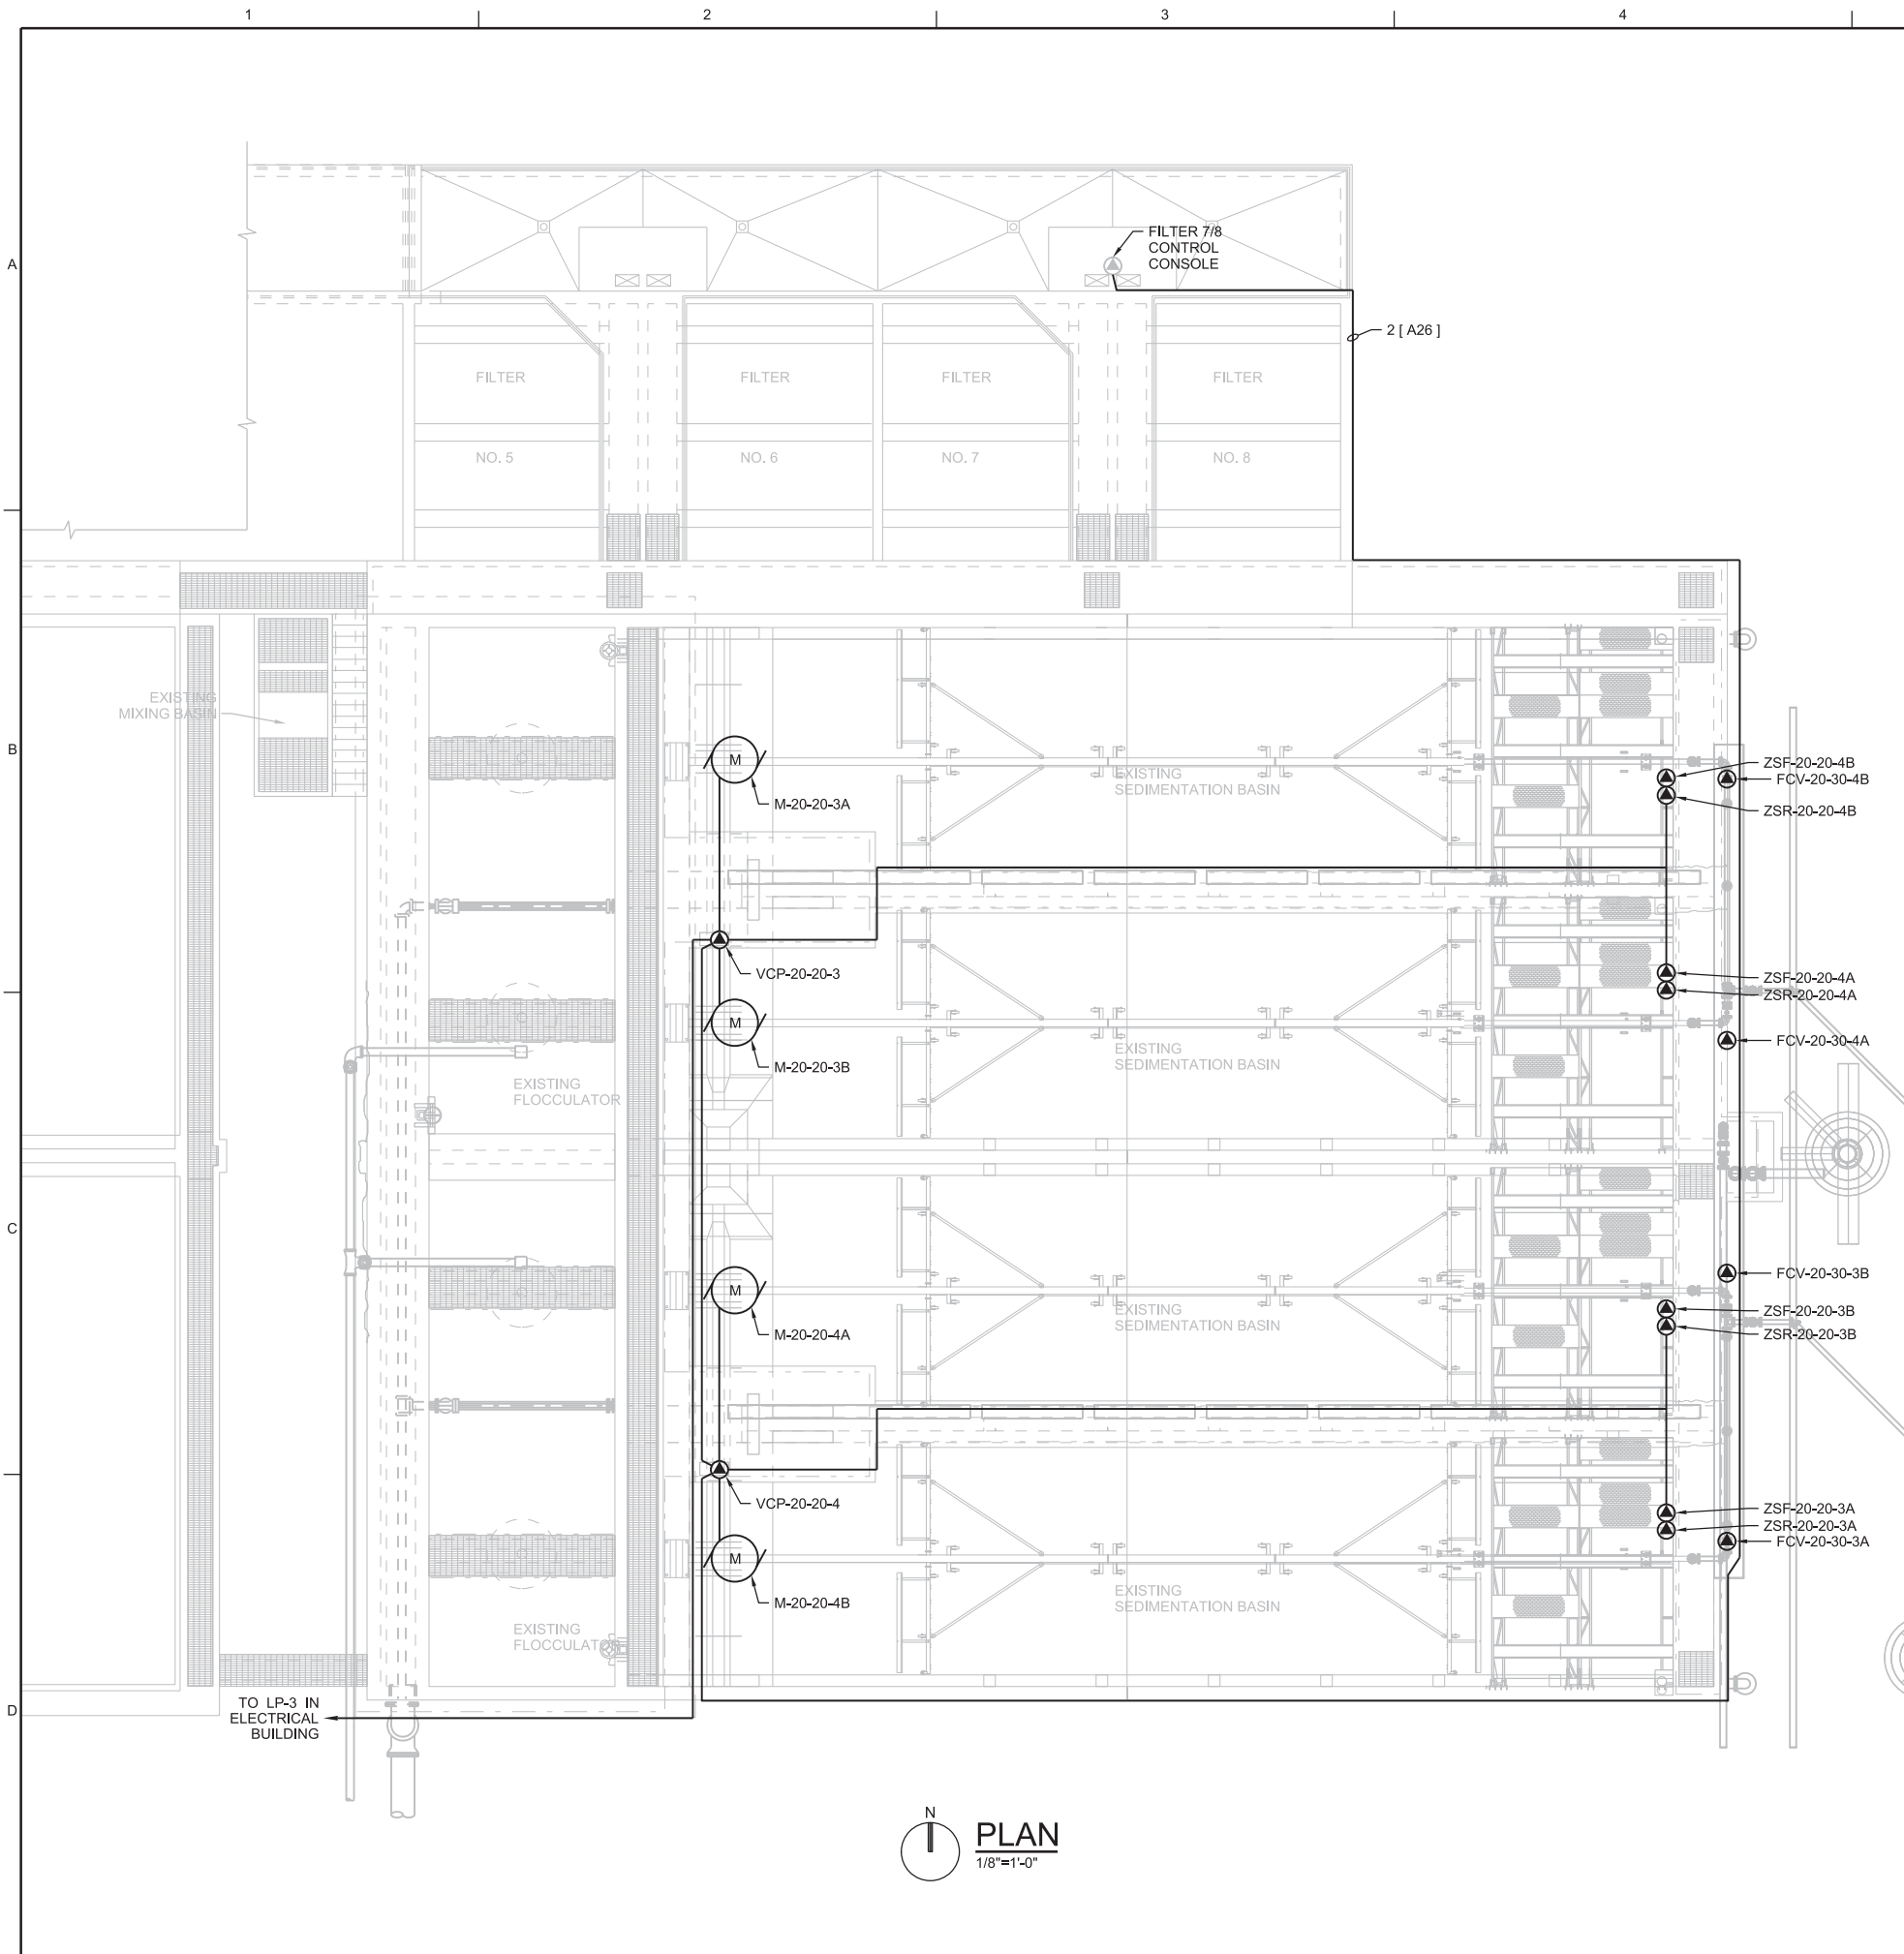 1
2
3
4
A
FILTER 7/8
CONTROL
CONSOLE
2 [ A26 ]
FILTER
FILTER
FILTER
FILTER
NO. 5
NO. 6
NO. 7
NO. 8
B
EXISTING
MIXING BASIN
M
M-20-20-3A
EXISTING
SEDIMENTATION BASIN
ZSF-20-20-4B
FCV-20-30-4B
ZSR-20-20-4B
VCP-20-20-3
ZSF-20-20-4A
ZSR-20-20-4A
M
M-20-20-3B
EXISTING
SEDIMENTATION BASIN
FCV-20-30-4A
EXISTING
FLOCCULATOR
C
FCV-20-30-3B
M
M-20-20-4A
EXISTING
SEDIMENTATION BASIN
ZSF-20-20-3B
ZSR-20-20-3B
VCP-20-20-4
ZSF-20-20-3A
ZSR-20-20-3A
FCV-20-30-3A
M
M-20-20-4B
EXISTING
SEDIMENTATION BASIN
EXISTING
FLOCCULATOR
D
TO LP-3 IN
ELECTRICAL
BUILDING
N
PLAN
1/8"=1'-0"